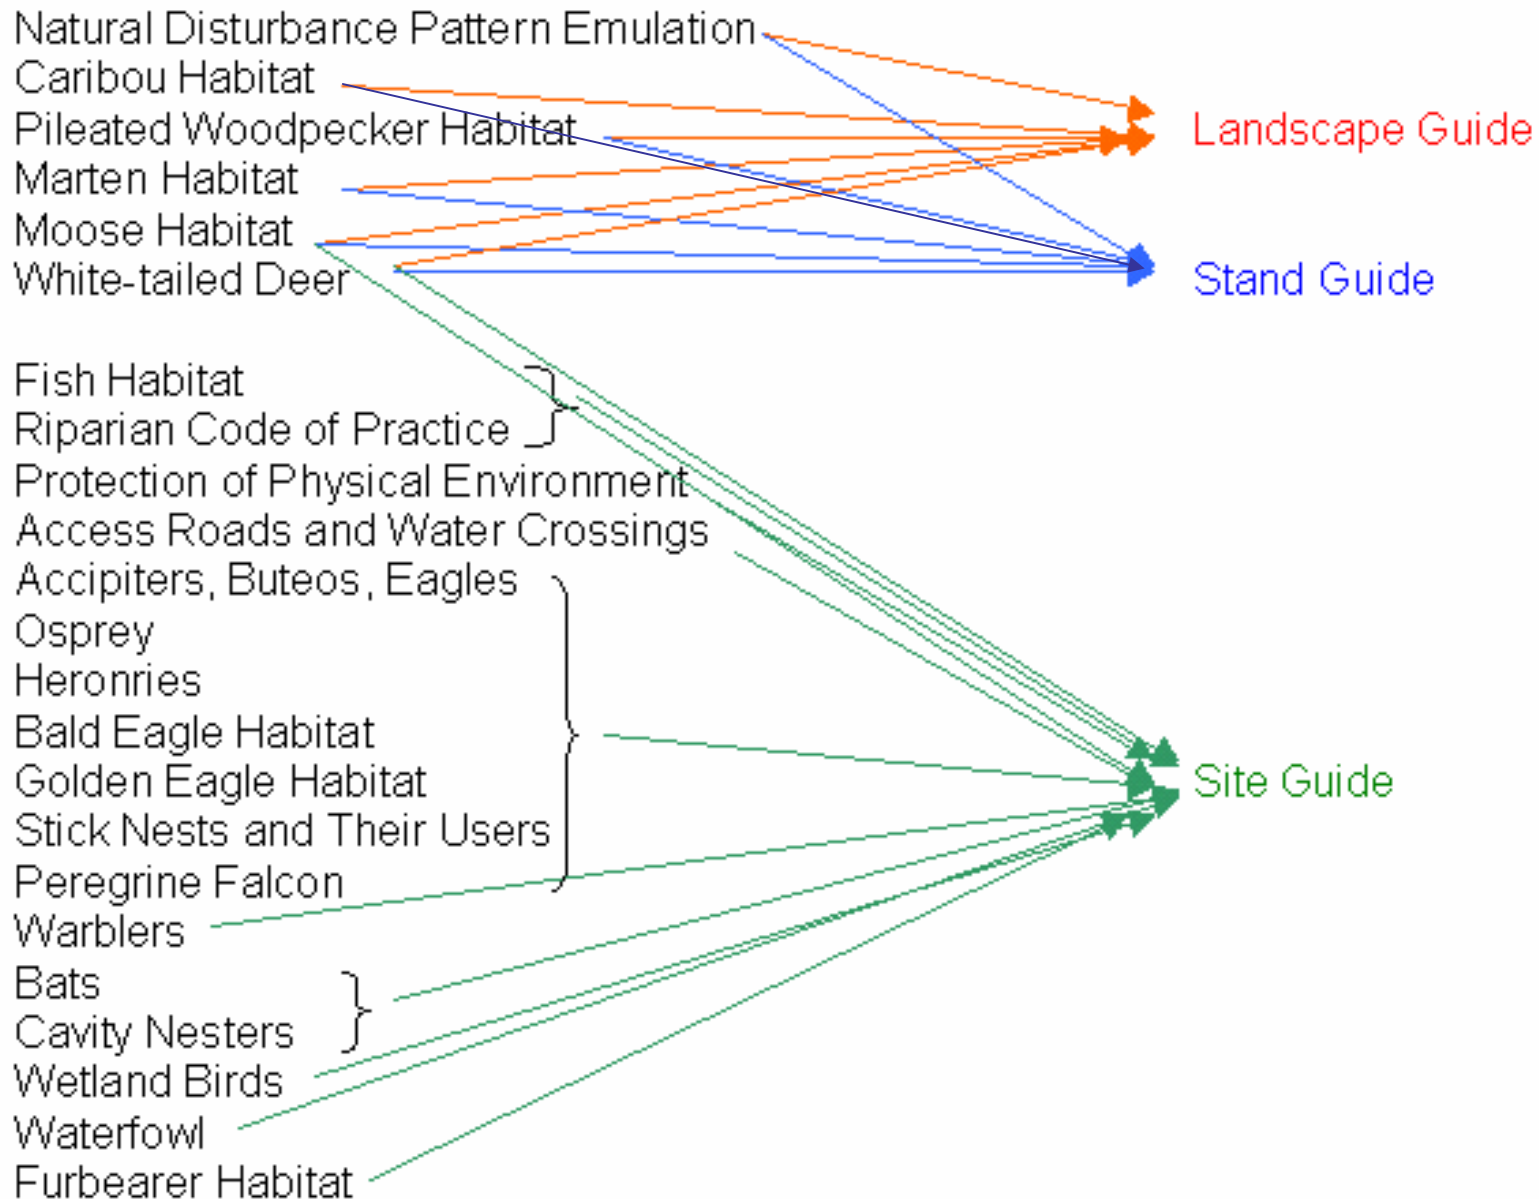 Natural Disturbance Pattern Emulation
Caribou Habitat
Pileated Woodpecker Habitat
Landscape Guide
Marten Habitat
Moose Habitat
White-tailed Deer
Stand Guide
Fish Habitat
Riparian Code of Practice
Protection of Physical Environment
Access Roads and Water Crossings
Accipiters, Buteos, Eagles
Osprey
Heronries
Bald Eagle Habitat
Golden Eagle Habitat
Site Guide
Stick Nests and Their Users
Peregrine Falcon
Warblers
Bats
Cavity Nesters
Wetland Birds
Waterfowl
Furbearer Habitat